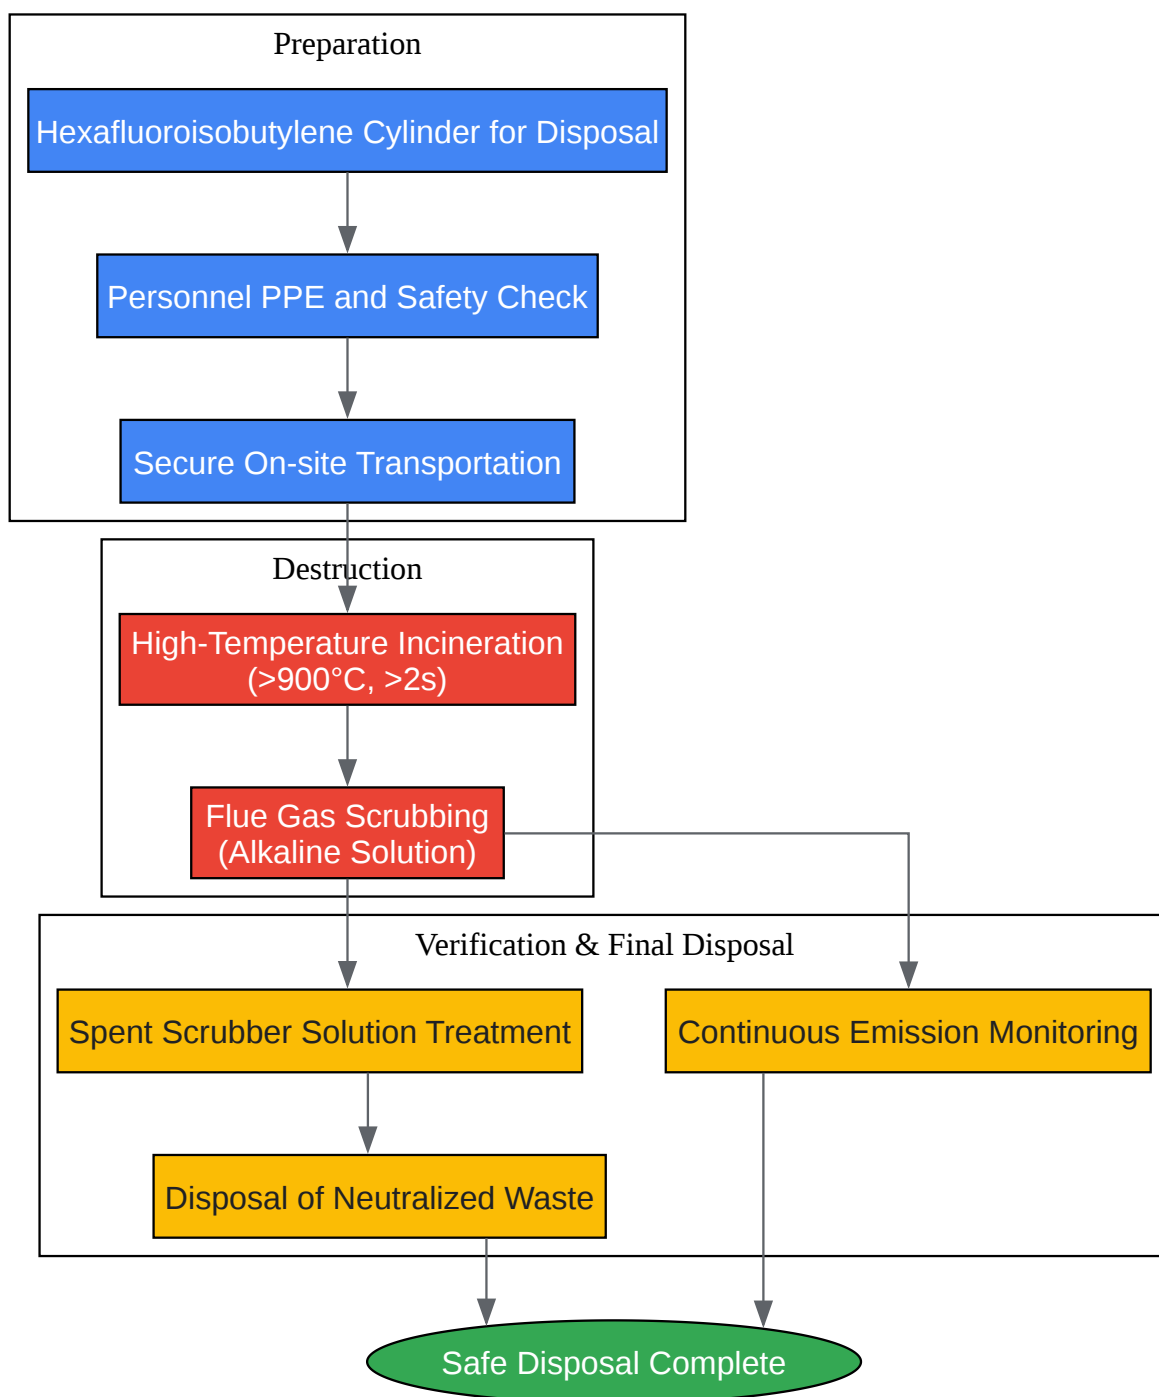 Preparation
Hexafluoroisobutylene Cylinder for Disposal
Personnel PPE and Safety Check
Secure On-site Transportation
Destruction
High-Temperature Incineration
(>900°C, >2s)
Flue Gas Scrubbing
(Alkaline Solution)
Verification & Final Disposal
Spent Scrubber Solution Treatment
Continuous Emission Monitoring
Disposal of Neutralized Waste
Safe Disposal Complete